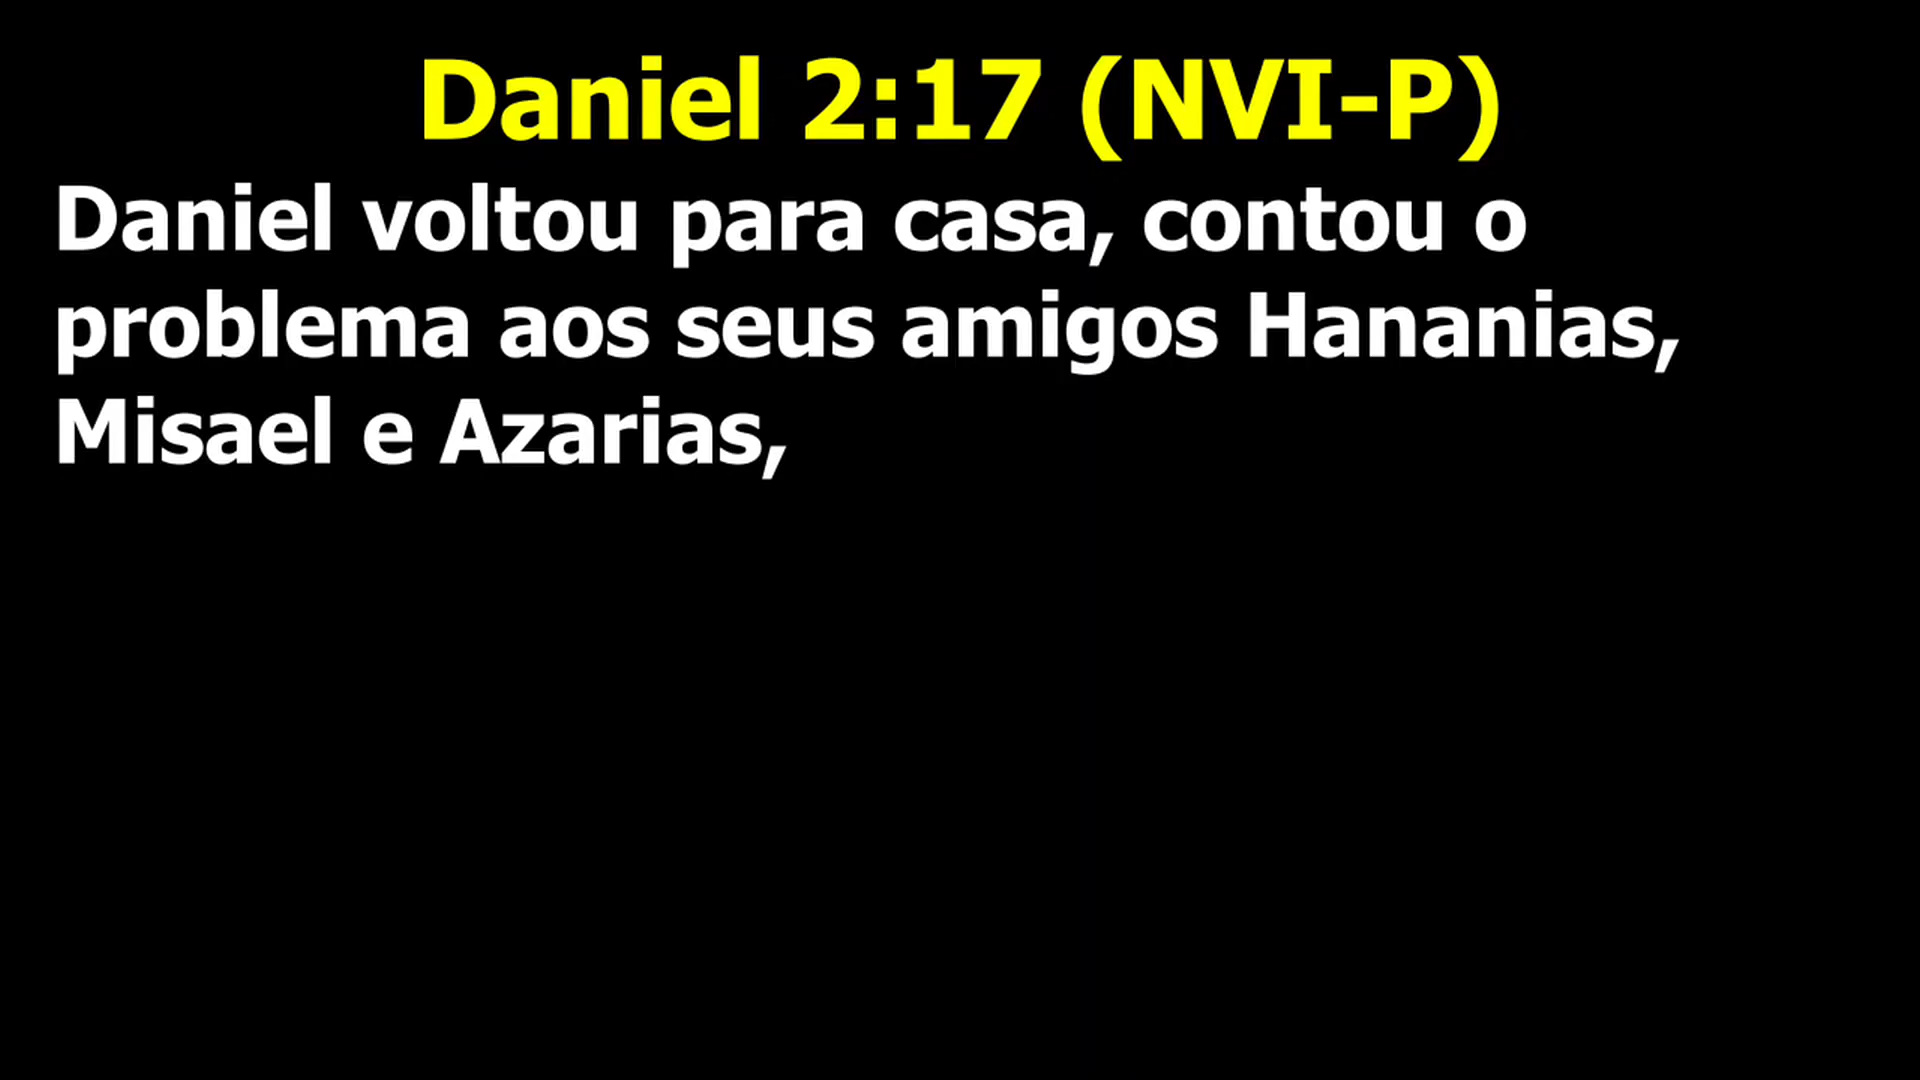 Daniel 2:17 (NVI-P)
Daniel voltou para casa, contou o
problema aos seus amigos Hananias,
Misael e Azarias,